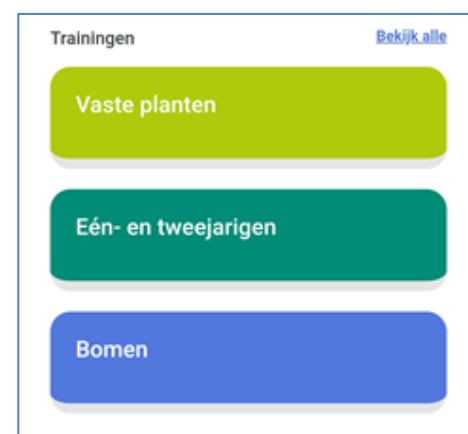 Trainingen
Bekijk alle
Vaste planten
Eén- en tweejarigen
Bomen